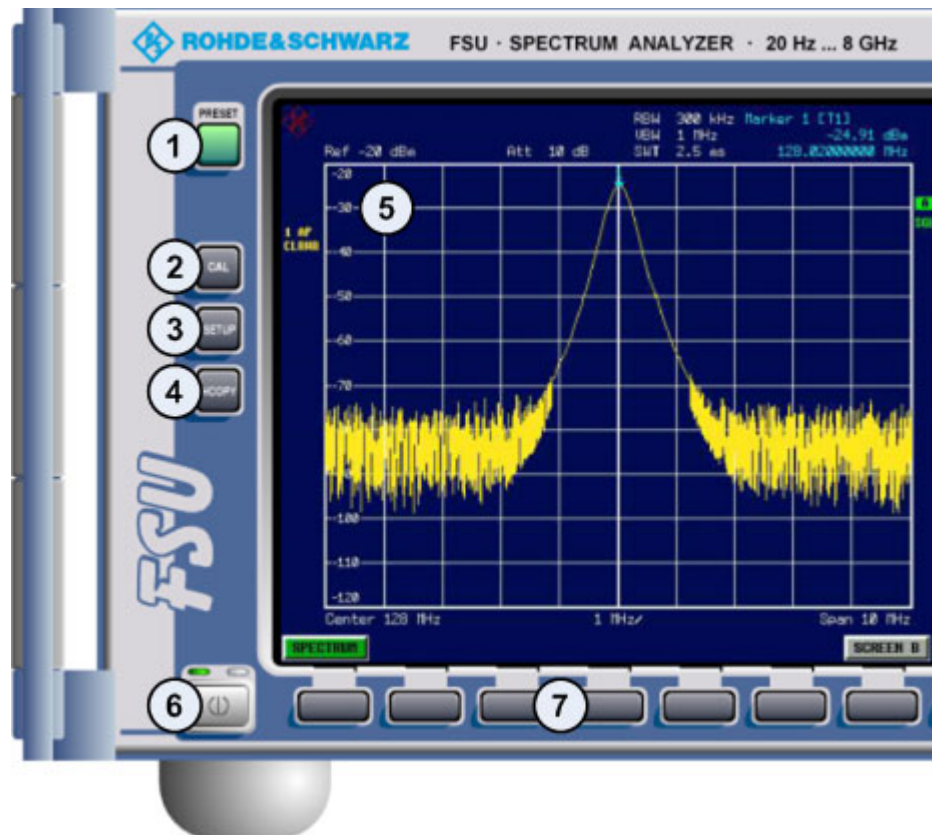 ROHDE&SCHWARZ FSU · SPECTRUM ANALYZER · 20 Hz ... 8 GHz
PRESET
1
RBW 300 kHz Marker 1 [T1]
VBW 1 MHz -24.91 dBm
Ref -20 dBm Att 10 dB SWT 2.5 ms 128.02000000 MHz
-20
5
A
-30
1 AP
CLRWR
2
CAL
-40
-50
3
SETUP
-60
4
HCOPY
-70
-80
-100
-110
-120
FSU
Center 128 MHz 1 MHz/ Span 10 MHz
SPECTRUM SCREEN B
6
7